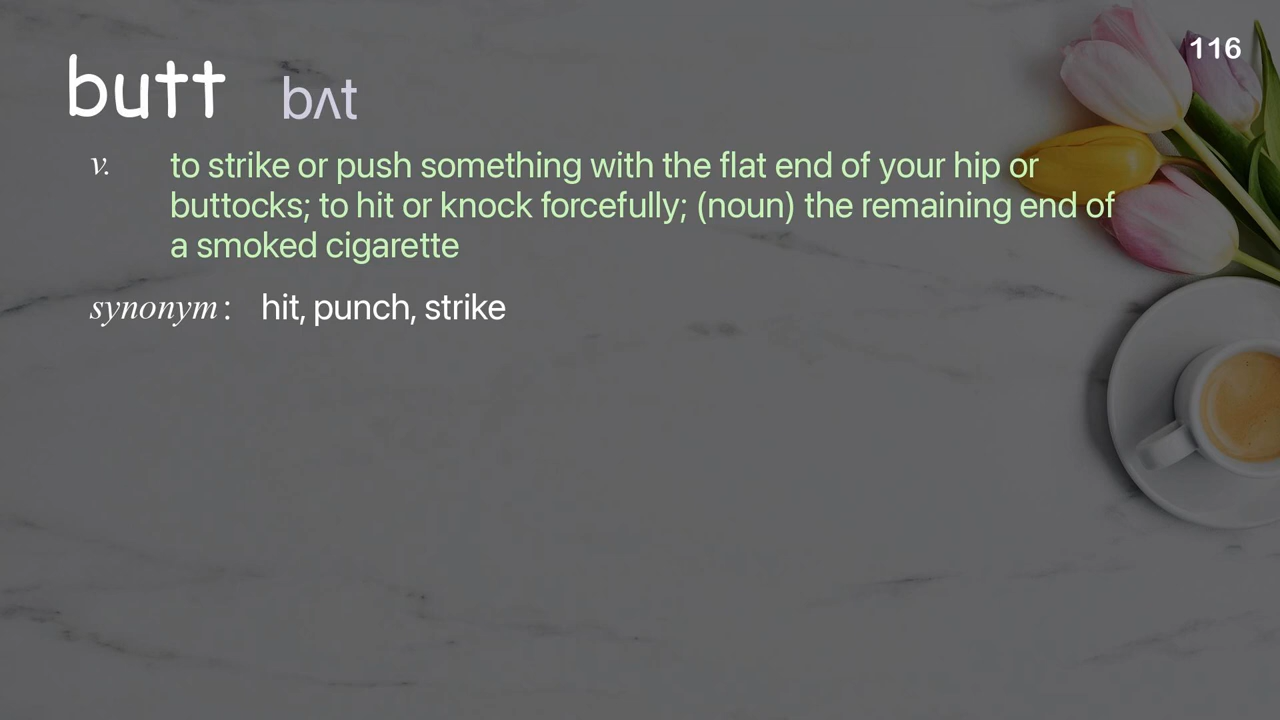 116
butt bʌt
v. to strike or push something with the flat end of your hip or
buttocks; to hit or knock forcefully; (noun) the remaining end of
a smoked cigarette
synonym: hit, punch, strike